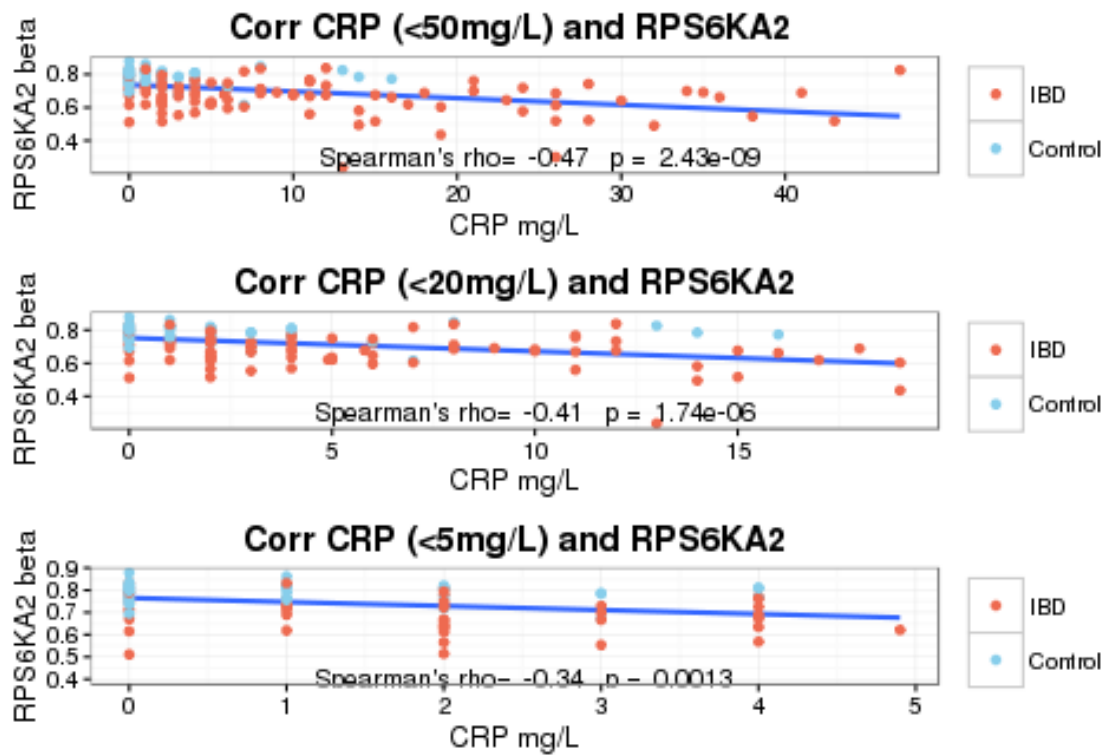 Corr CRP (<50mg/L) and RPS6KA2
RPS6KA2 beta
0.8
0.6
0.4
Spearman's rho= -0.47 p = 2.43e-09
0 10 20 30 40
CRP mg/L
IBD
Control
Corr CRP (<20mg/L) and RPS6KA2
RPS6KA2 beta
0.8
0.6
0.4
Spearman's rho= -0.41 p = 1.74e-06
0 5 10 15
CRP mg/L
IBD
Control
Corr CRP (<5mg/L) and RPS6KA2
RPS6KA2 beta
0.9
0.8
0.7
0.6
0.5
0.4
Spearman's rho= -0.34 p = 0.0013
0 1 2 3 4 5
CRP mg/L
IBD
Control